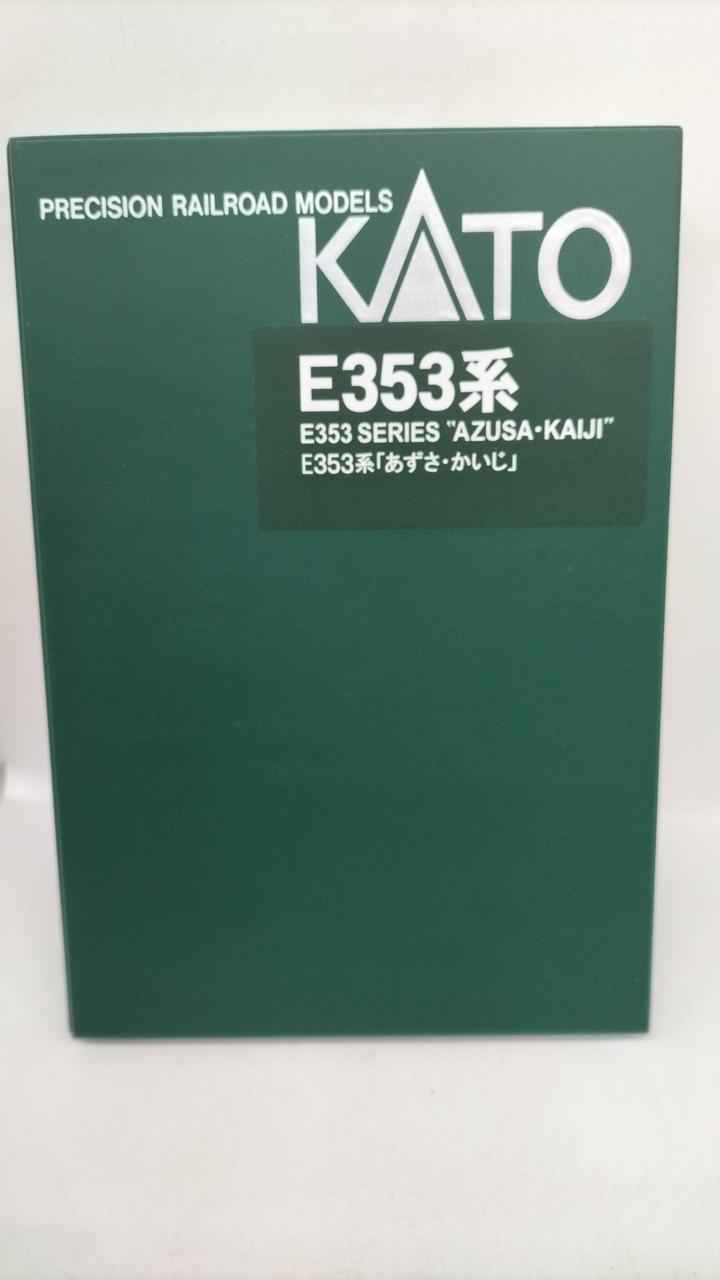 PRECISION RAILROAD MODELS
KATO
E353系
E353 SERIES “AZUSA・KAIJI”
E353系「あずさ・かいじ」